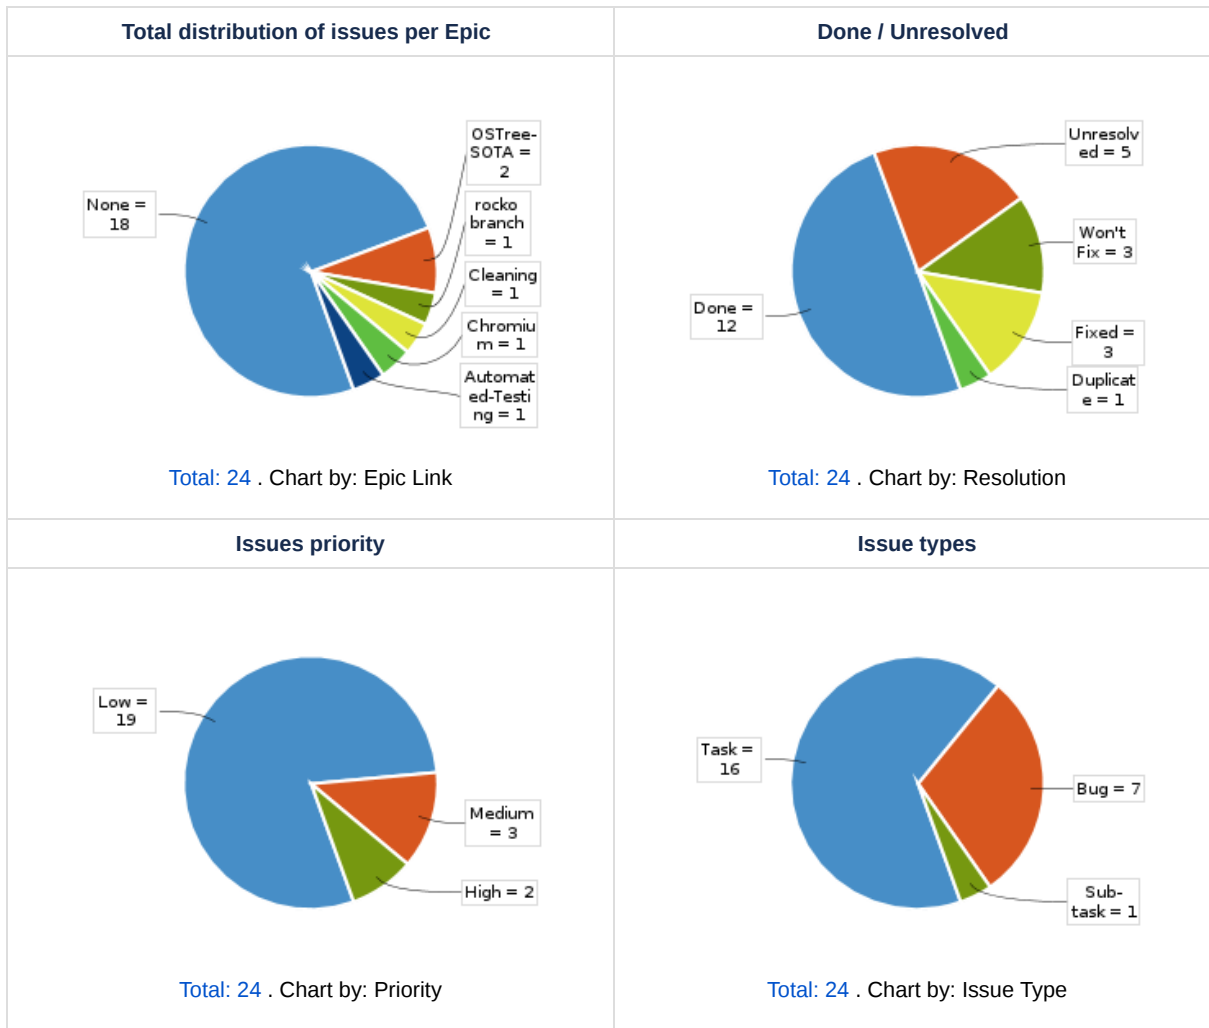 Total distribution of issues per Epic
Done / Unresolved
None =
18
OSTree-
SOTA =
2
rocko
branch
= 1
Cleaning
= 1
Chromiu
m = 1
Automat
ed-Testi
ng = 1
Total: 24 . Chart by: Epic Link
Unresolv
ed = 5
Won't
Fix = 3
Done =
12
Fixed =
3
Duplicat
e = 1
Total: 24 . Chart by: Resolution
Issues priority
Issue types
Low =
19
Medium
= 3
High = 2
Total: 24 . Chart by: Priority
Task =
16
Bug = 7
Sub-
task = 1
Total: 24 . Chart by: Issue Type